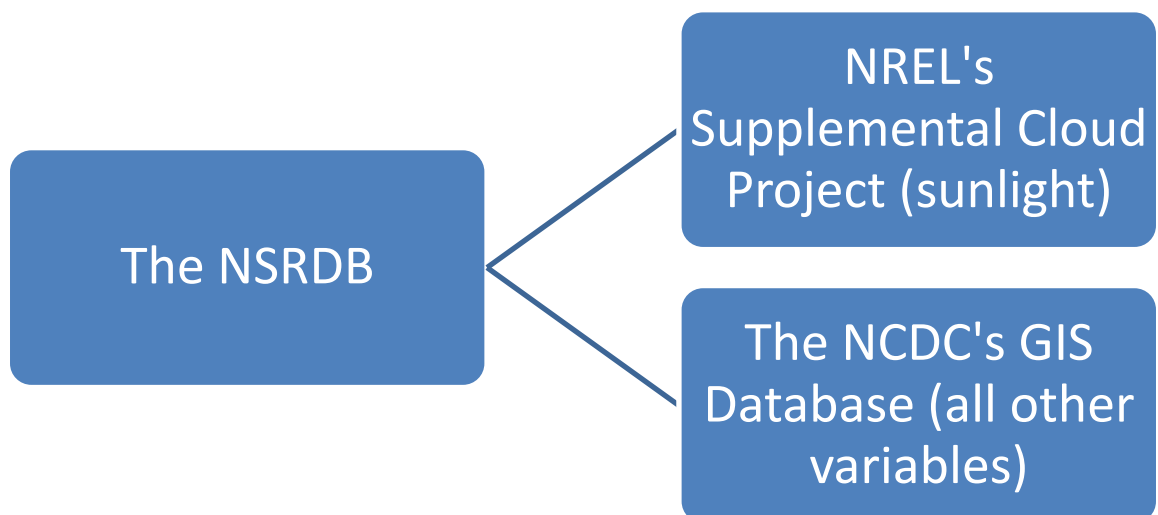 The NSRDB
NREL's
Supplemental Cloud
Project (sunlight)
The NCDC's GIS
Database (all other
variables)